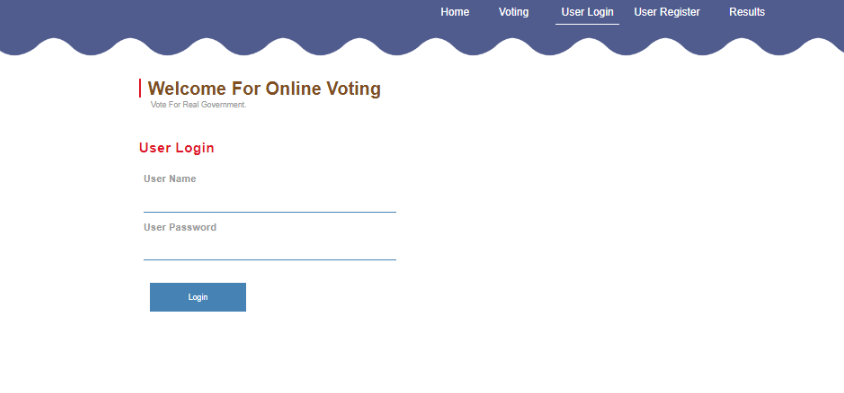 Home Voting User Login User Register Results
Welcome For Online Voting
Vote For Real Government.
User Login
User Name
User Password
Login